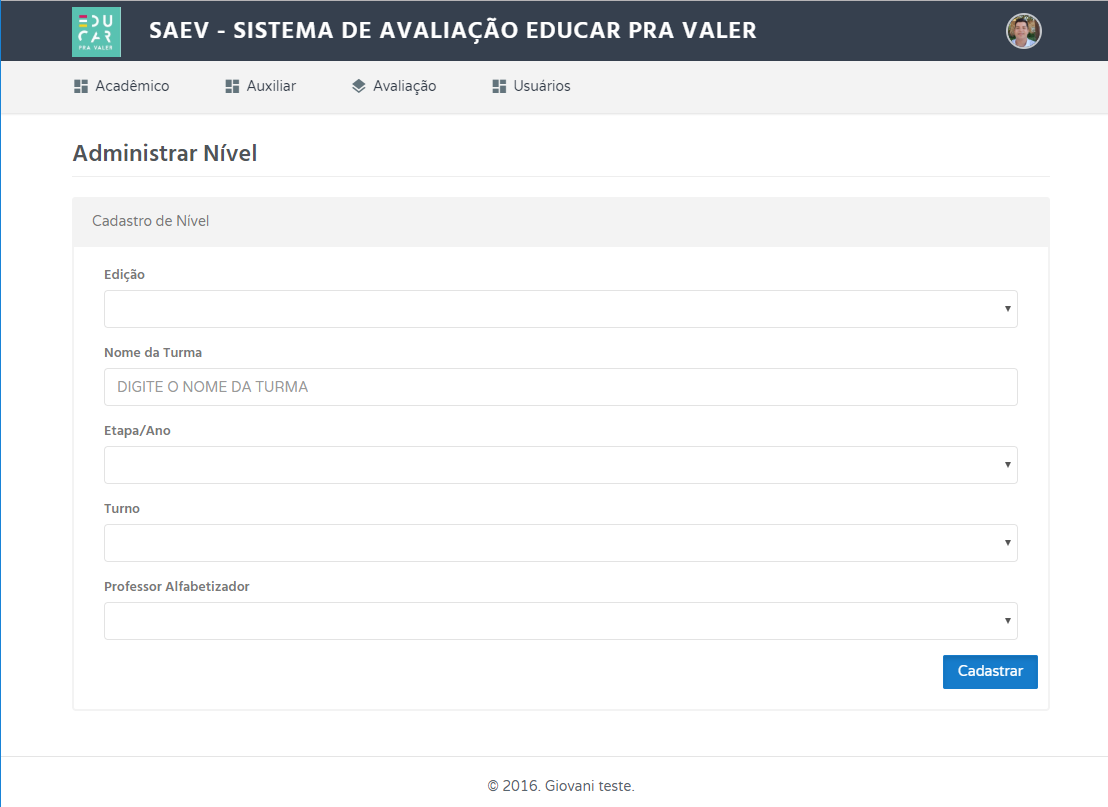 EDU
CAR
PRA VALER
SAEV - SISTEMA DE AVALIAÇÃO EDUCAR PRA VALER
Acadêmico
Auxiliar
Avaliação
Usuários
Administrar Nível
Cadastro de Nível
Edição
Nome da Turma
DIGITE O NOME DA TURMA
Etapa/Ano
Turno
Professor Alfabetizador
Cadastrar
© 2016. Giovani teste.